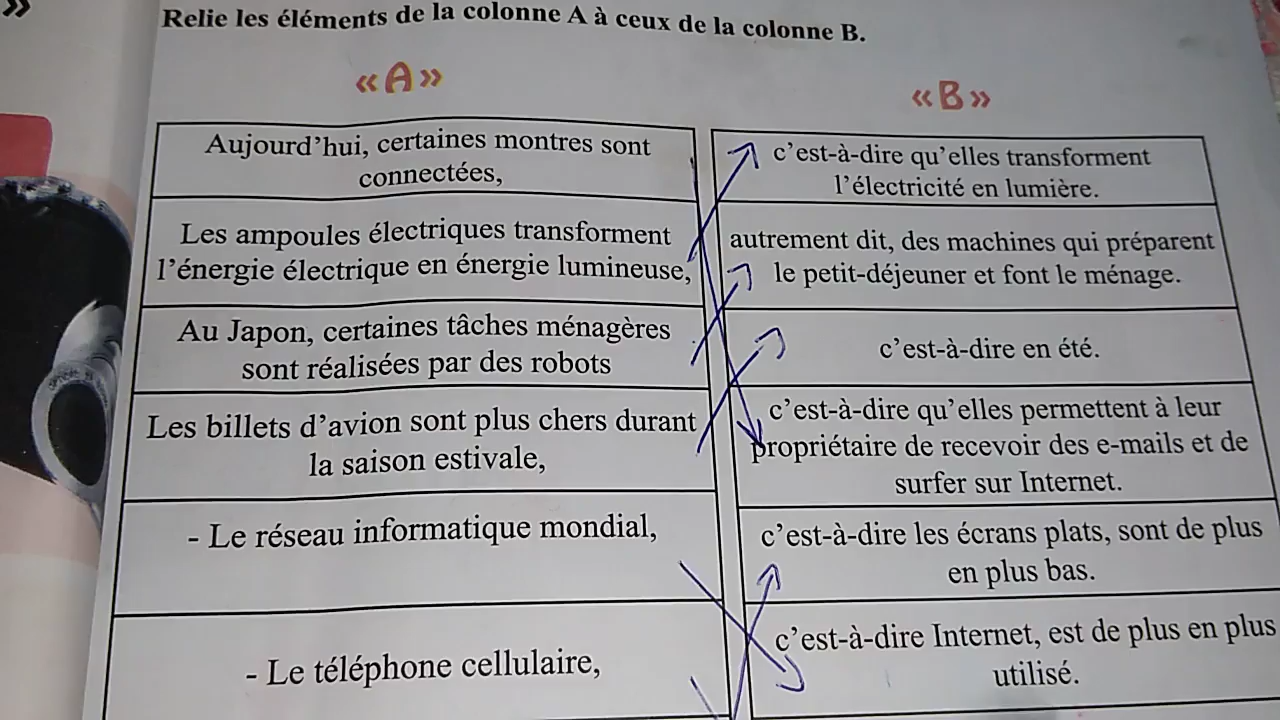 »
Relie les éléments de la colonne A à ceux de la colonne B.
«A»
«B»
Aujourd'hui, certaines montres sont
connectées,
c'est-à-dire qu'elles transforment
l'électricité en lumière.
Les ampoules électriques transforment
l'énergie électrique en énergie lumineuse,
autrement dit, des machines qui préparent
le petit-déjeuner et font le ménage.
Au Japon, certaines tâches ménagères
sont réalisées par des robots
c'est-à-dire en été.
Les billets d'avion sont plus chers durant
la saison estivale,
c'est-à-dire qu'elles permettent à leur
propriétaire de recevoir des e-mails et de
surfer sur Internet.
- Le réseau informatique mondial,
c'est-à-dire les écrans plats, sont de plus
en plus bas.
- Le téléphone cellulaire,
c'est-à-dire Internet, est de plus en plus
utilisé.